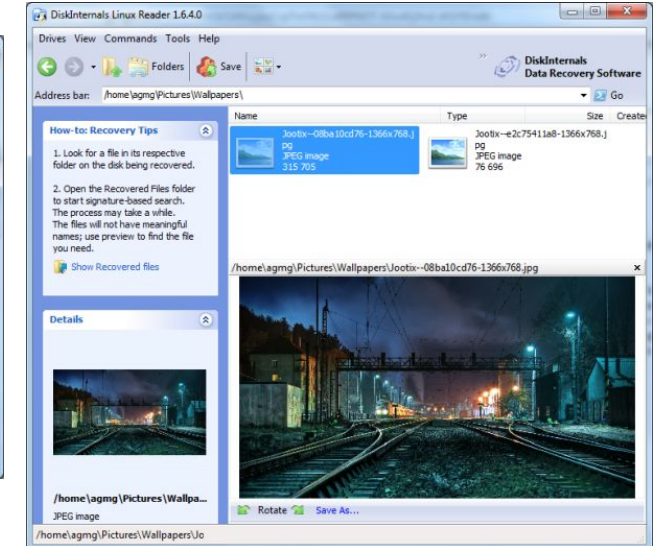 DiskInternals Linux Reader 1.6.4.0
Drives View Commands Tools Help
Folders Save
DiskInternals
Data Recovery Software
Address bar: /home\agmg\Pictures\Wallpapers\ Go
How-to: Recovery Tips
1. Look for a file in its respective
folder on the disk being recovered.
2. Open the Recovered Files folder
to start signature-based search.
The process may take a while.
The files will not have meaningful
names; use preview to find the file
you need.
Show Recovered files
Details
/home\agmg\Pictures\Wallpa...
JPEG image
Name Type Size Create
Jootix--08ba10cd76-1366x768.j
pg
JPEG image
315 705
Jootix--e2c75411a8-1366x768.j
pg
JPEG image
76 696
/home\agmg\Pictures\Wallpapers\Jootix--08ba10cd76-1366x768.jpg
Rotate Save As...
/home\agmg\Pictures\Wallpapers\Jo